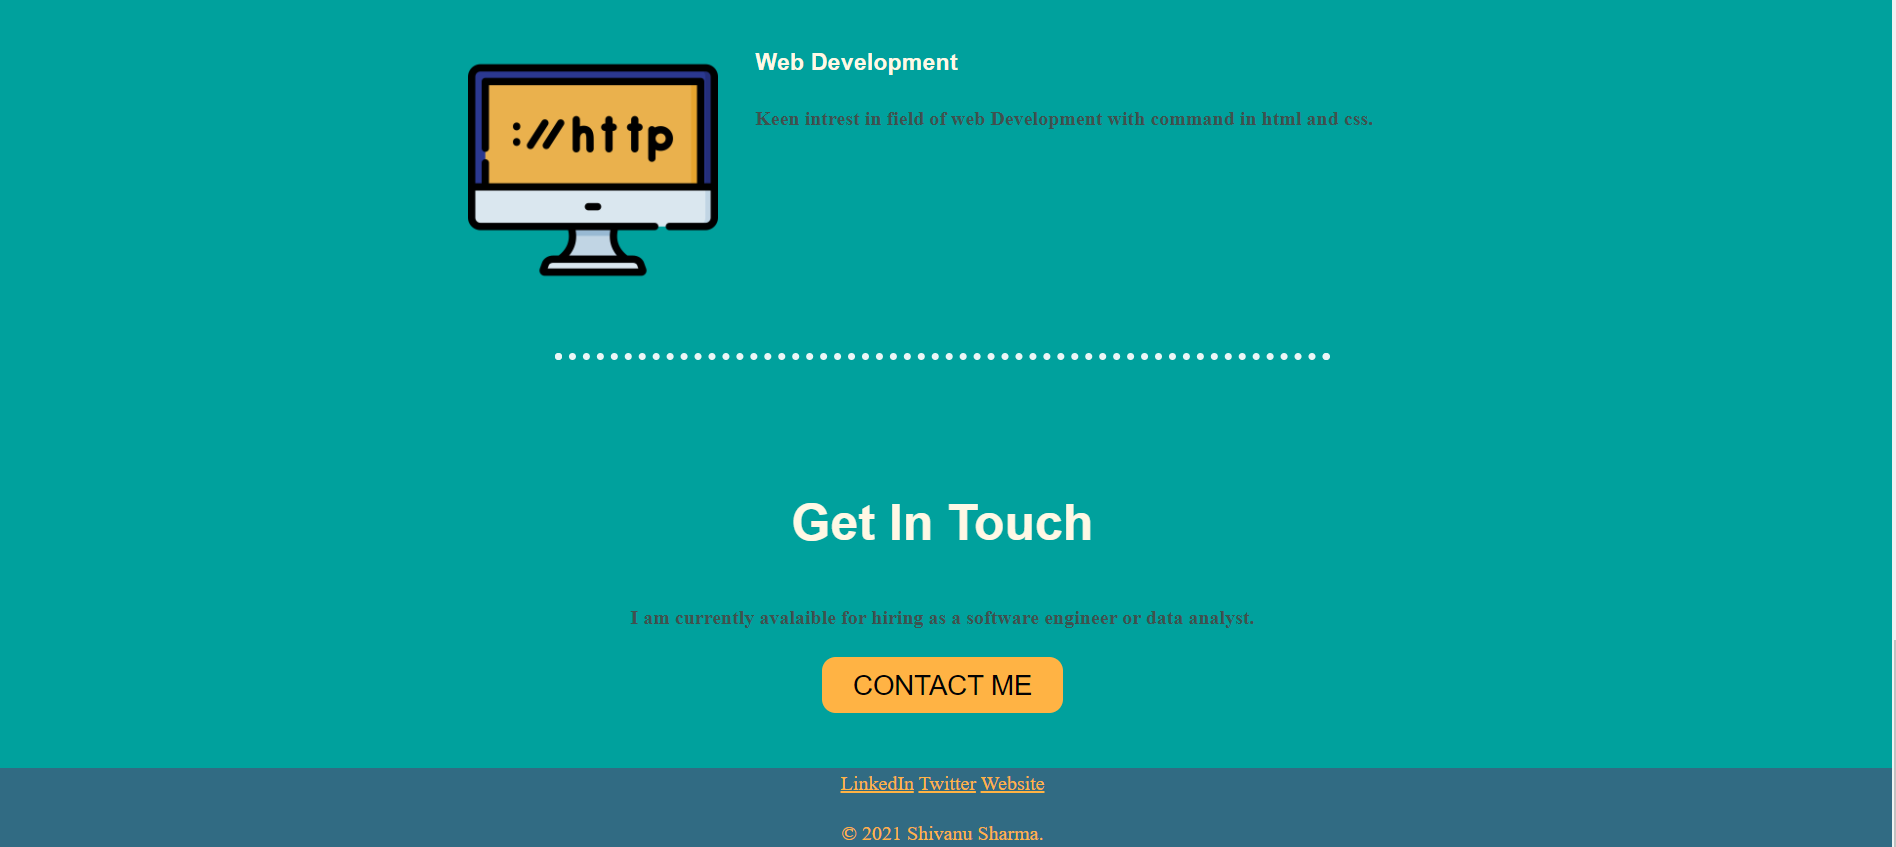 Web Development
Keen intrest in field of web Development with command in html and css.
://http
Get In Touch
I am currently avalaible for hiring as a software engineer or data analyst.
CONTACT ME
LinkedIn Twitter Website
© 2021 Shivanu Sharma.